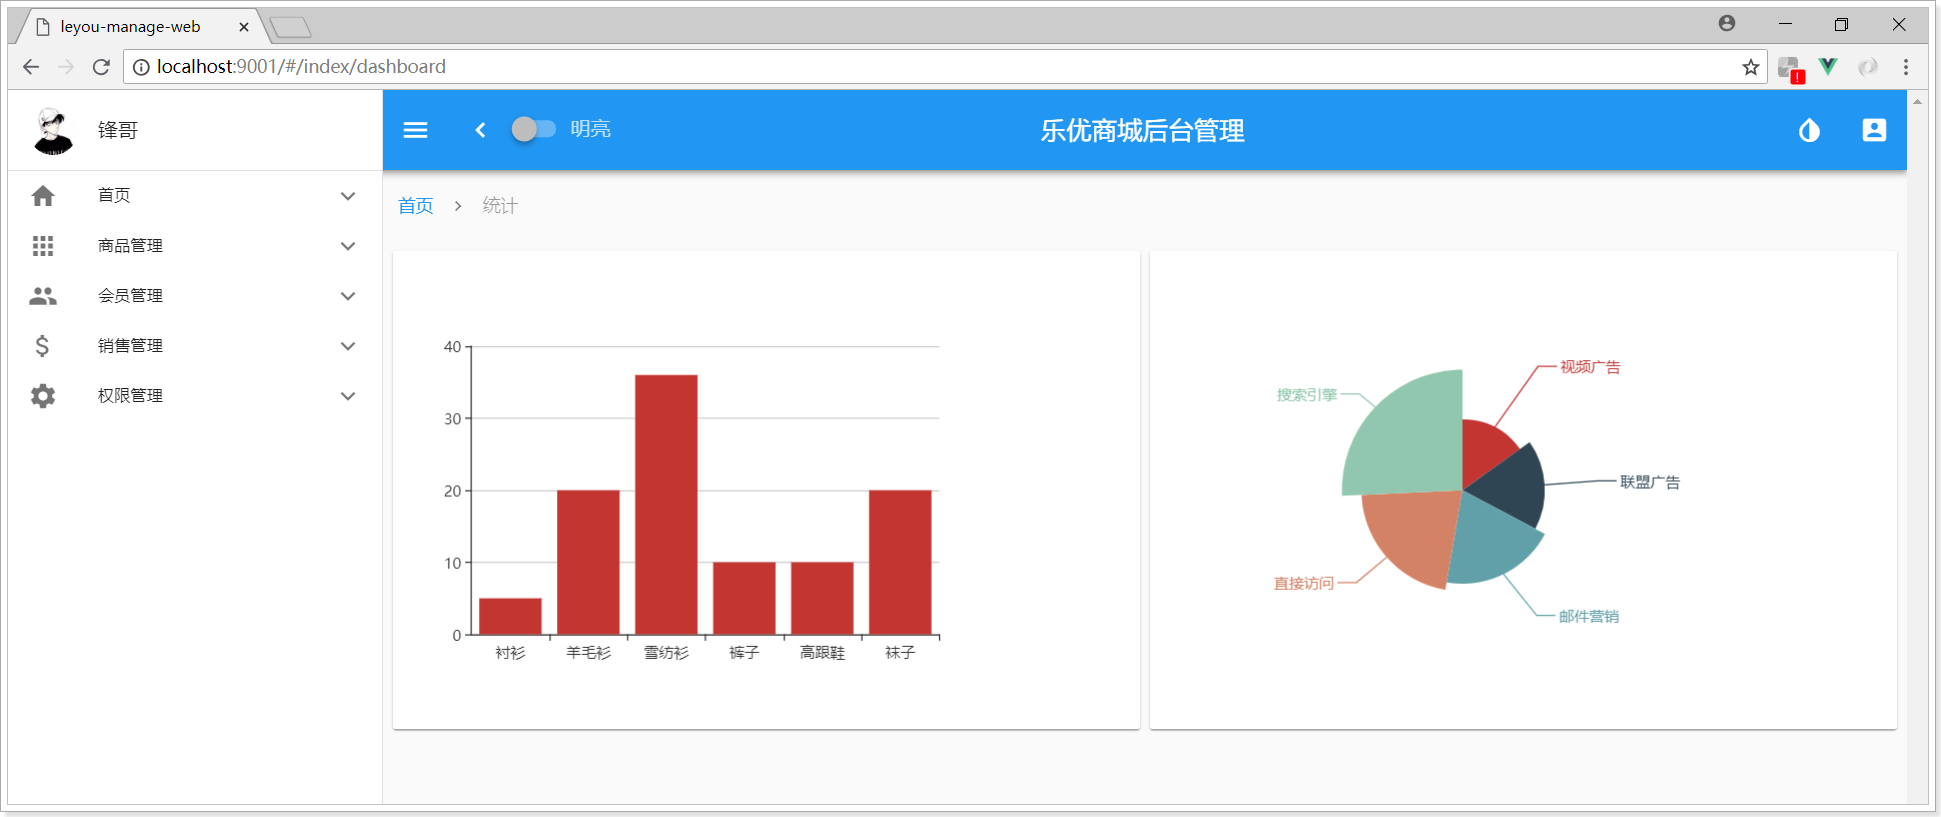 leyou-manage-web
localhost:9001/#/index/dashboard
锋哥
明亮
乐优商城后台管理
首页
商品管理
会员管理
销售管理
权限管理
首页
统计
40
30
20
10
0
衬衫
羊毛衫
雪纺衫
裤子
高跟鞋
袜子
视频广告
搜索引擎
联盟广告
直接访问
邮件营销